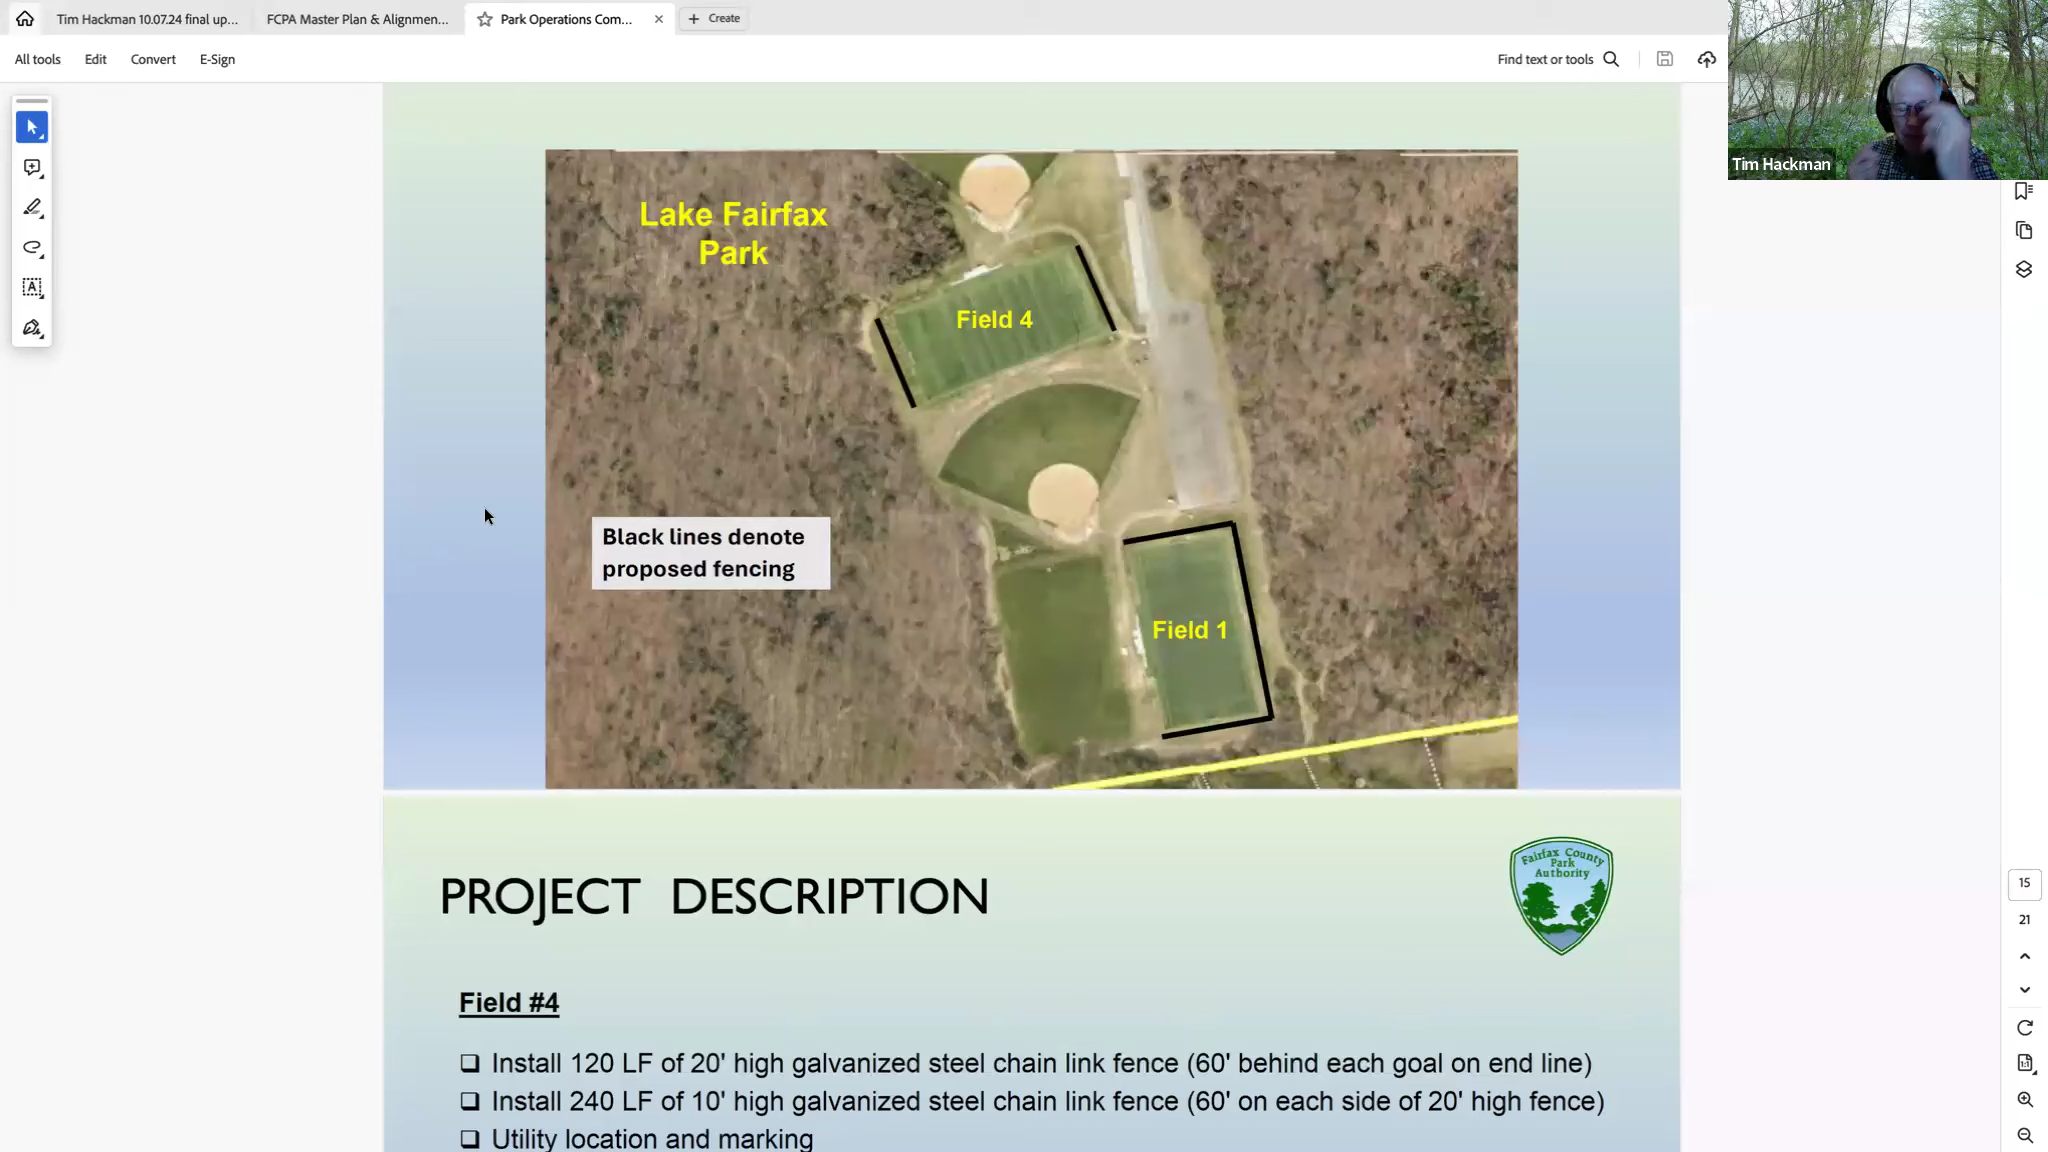 Tim Hackman 10.07.24 final up...
FCPA Master Plan & Alignmen...
Park Operations Com...
Create
All tools
Edit
Convert
E-Sign
Find text or tools
Tim Hackman
Lake Fairfax
Park
Field 4
Black lines denote
proposed fencing
Field 1
15
21
PROJECT DESCRIPTION
Fairfax County
Park
Authority
Field #4
❑ Install 120 LF of 20' high galvanized steel chain link fence (60' behind each goal on end line)
❑ Install 240 LF of 10' high galvanized steel chain link fence (60' on each side of 20' high fence)
❑ Utility location and marking